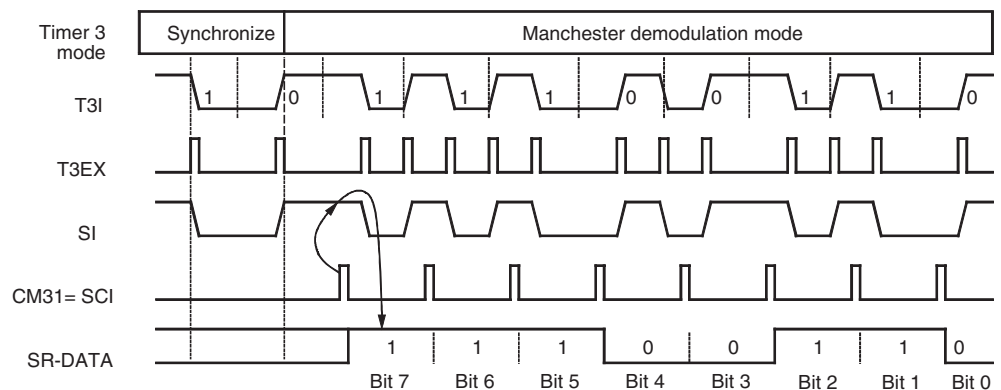 Timer 3 mode
Synchronize
Manchester demodulation mode
T3I
1 0 1 1 1 0 0 1 1 0
T3EX
SI
CM31= SCI
SR-DATA
1 1 1 0 0 1 1 0
Bit 7 Bit 6 Bit 5 Bit 4 Bit 3 Bit 2 Bit 1 Bit 0